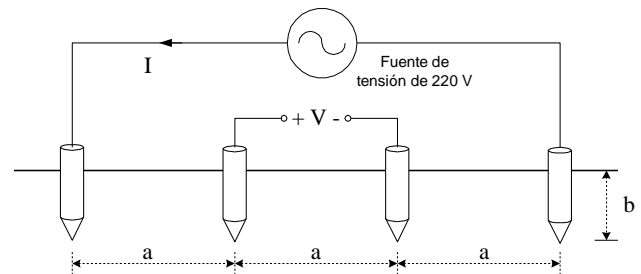 I
Fuente de
tensión de 220 V
+ V -
b
a a a